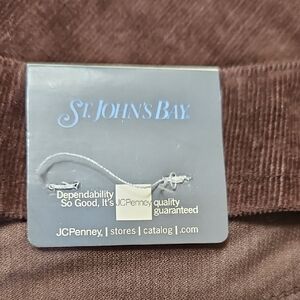 ST. JOHN'S BAY
Dependability
So Good, It's JCPenney quality
guaranteed
JCPenney, | stores | catalog | .com